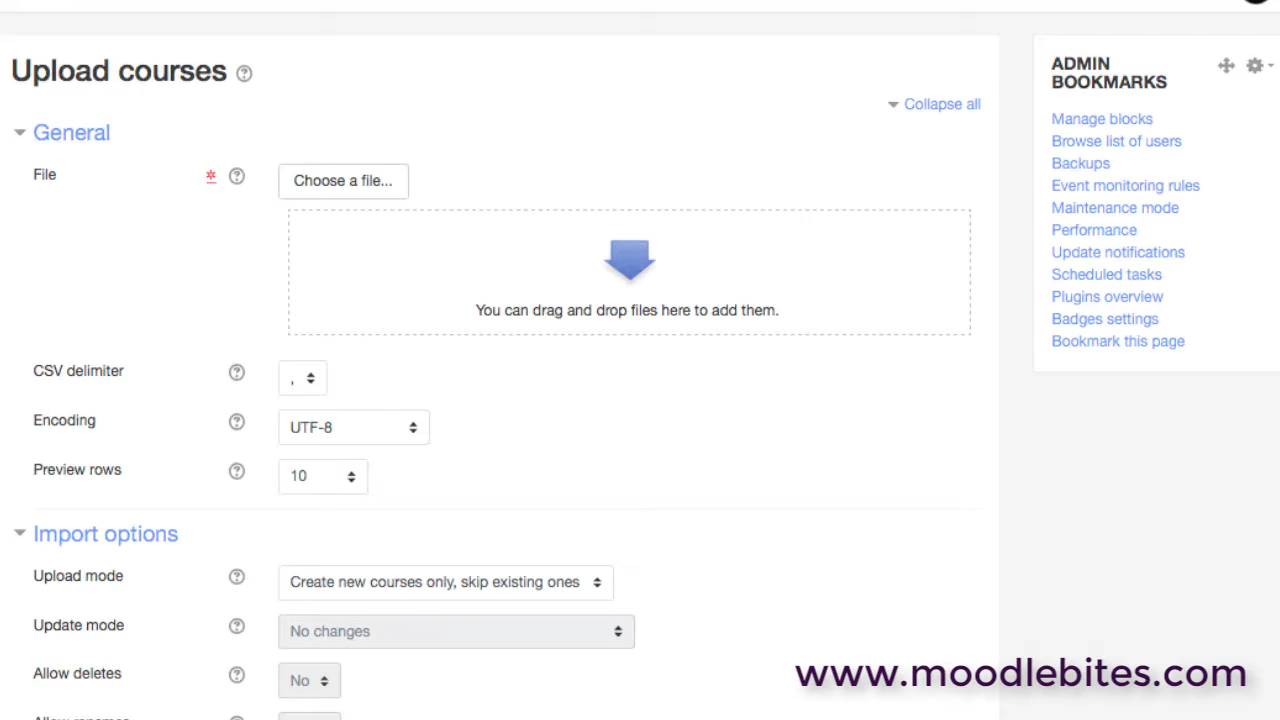 Upload courses
Collapse all
General
File
Choose a file...
You can drag and drop files here to add them.
CSV delimiter
,
Encoding
UTF-8
Preview rows
10
Import options
Upload mode
Create new courses only, skip existing ones
Update mode
No changes
Allow deletes
No
ADMIN
BOOKMARKS
Manage blocks
Browse list of users
Backups
Event monitoring rules
Maintenance mode
Performance
Update notifications
Scheduled tasks
Plugins overview
Badges settings
Bookmark this page
www.moodlebites.com